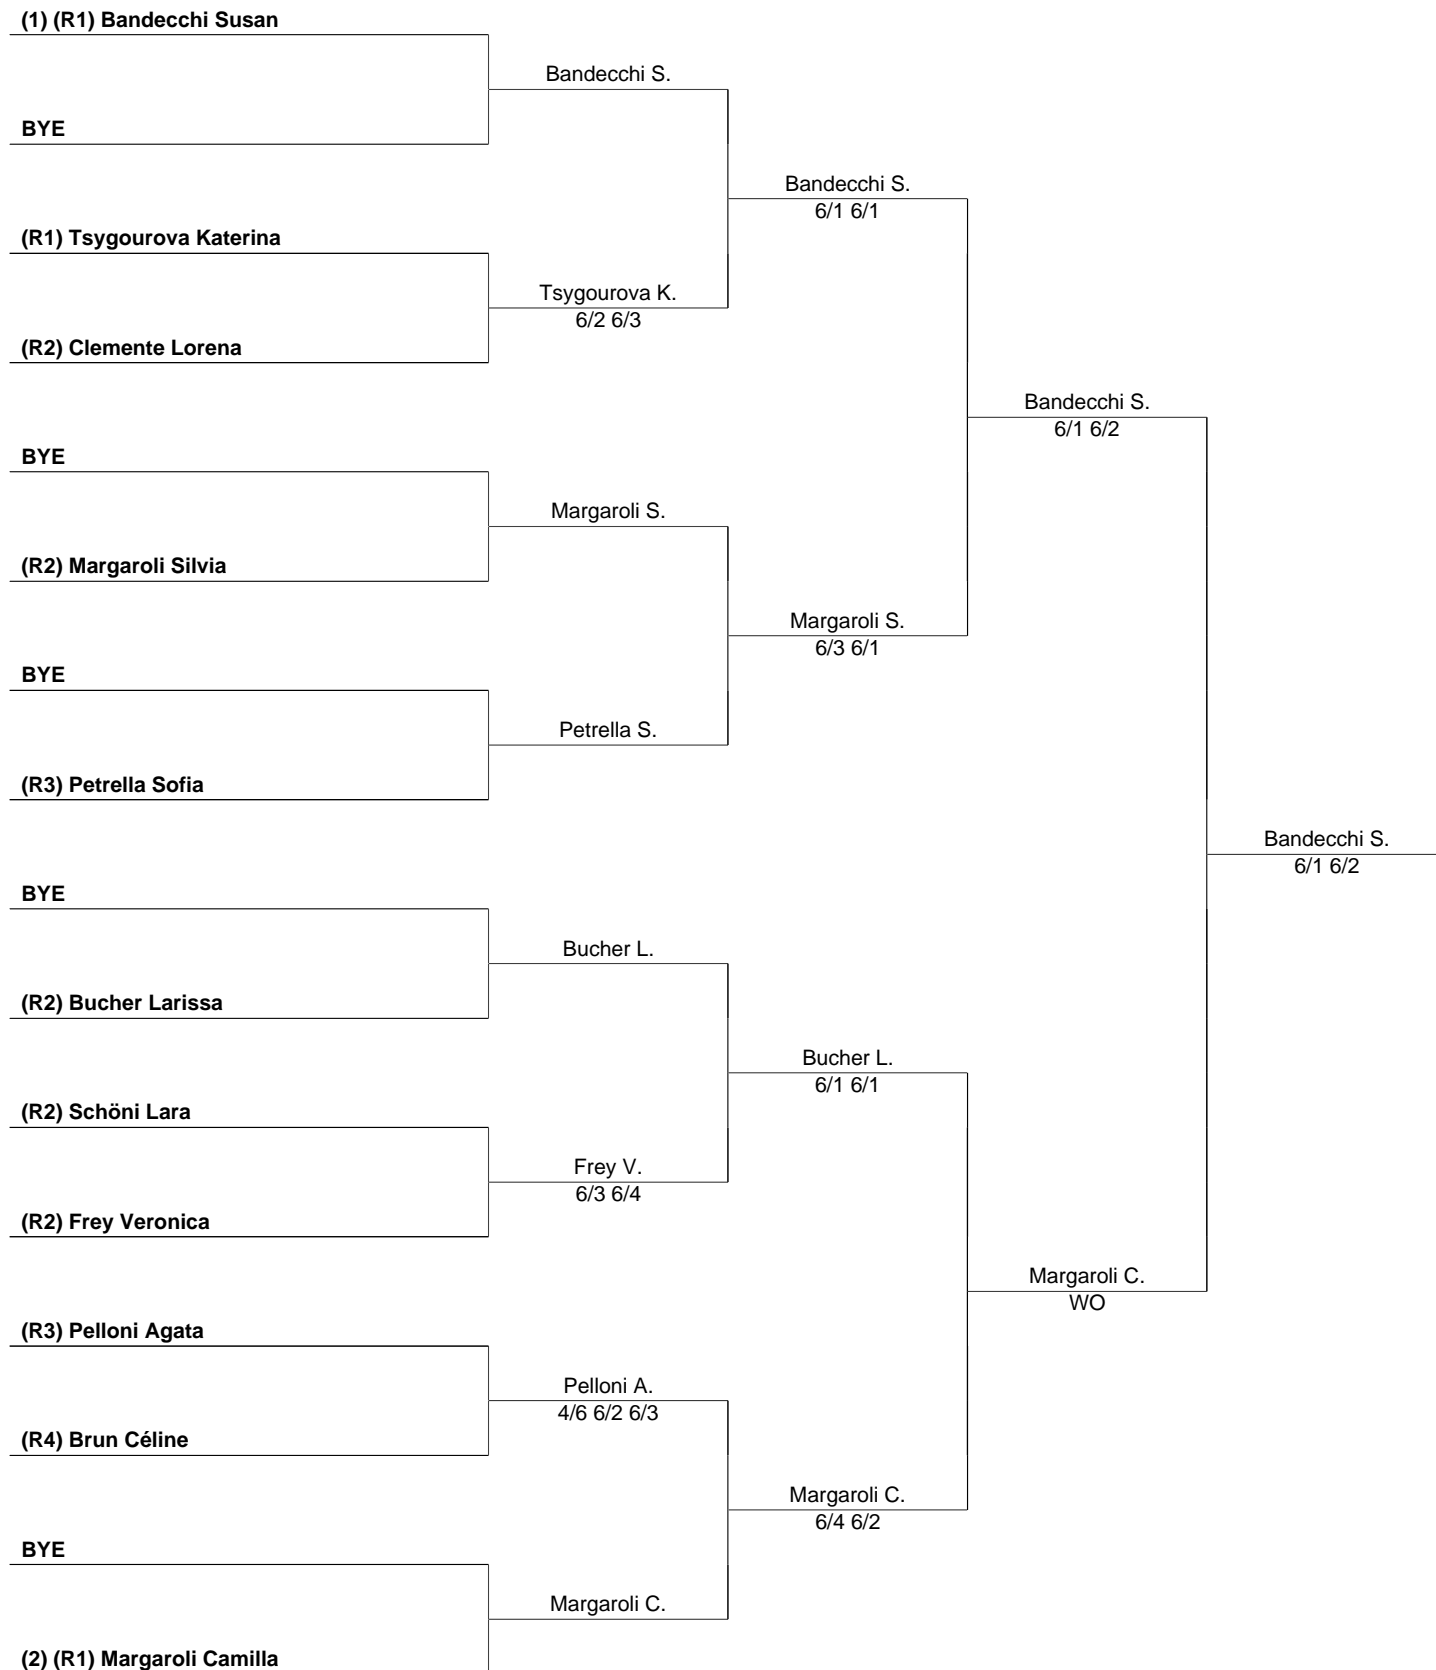 (1) (R1) Bandecchi Susan
Bandecchi S.
BYE
Bandecchi S.
6/1 6/1
(R1) Tsygourova Katerina
Tsygourova K.
6/2 6/3
(R2) Clemente Lorena
Bandecchi S.
6/1 6/2
BYE
Margaroli S.
(R2) Margaroli Silvia
Margaroli S.
6/3 6/1
BYE
Petrella S.
(R3) Petrella Sofia
Bandecchi S.
6/1 6/2
BYE
Bucher L.
(R2) Bucher Larissa
Bucher L.
6/1 6/1
(R2) Schöni Lara
Frey V.
6/3 6/4
(R2) Frey Veronica
Margaroli C.
WO
(R3) Pelloni Agata
Pelloni A.
4/6 6/2 6/3
(R4) Brun Céline
Margaroli C.
6/4 6/2
BYE
Margaroli C.
(2) (R1) Margaroli Camilla